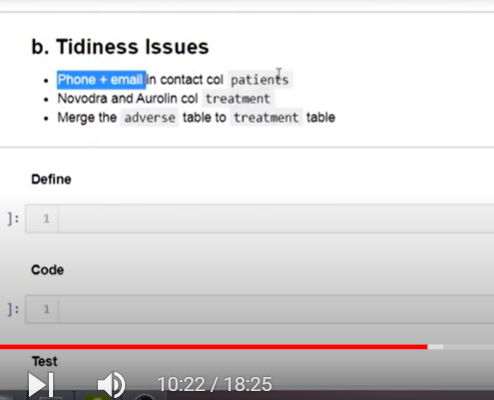 b. Tidiness Issues
Phone + email in contact col patients
Novodra and Aurolin col treatment
Merge the adverse table to treatment table
Define
]: 1
Code
]: 1
Test
10:22 / 18:25